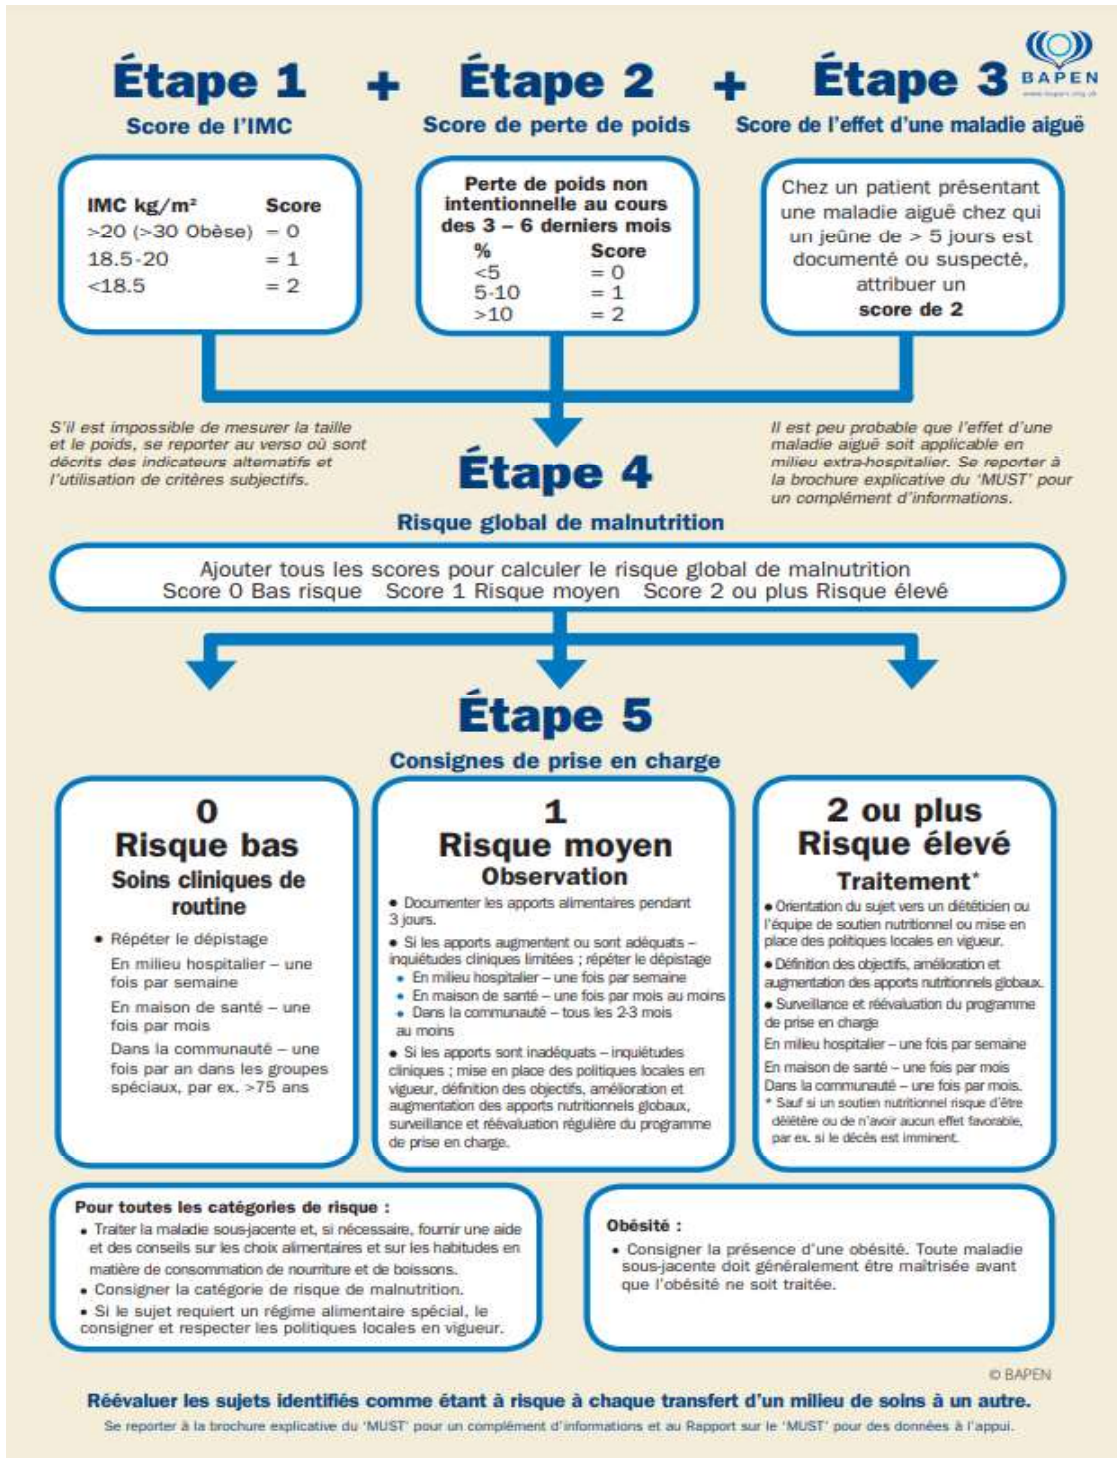 Étape 1 + Étape 2 + Étape 3
BAPEN
Score de l'IMC
Score de perte de poids
Score de l'effet d'une maladie aiguë
IMC kg/m² Score
>20 (>30 Obèse) = 0
18.5-20 = 1
<18.5 = 2
Perte de poids non
intentionnelle au cours
des 3 – 6 derniers mois
% Score
<5 = 0
5-10 = 1
>10 = 2
Chez un patient présentant
une maladie aiguë chez qui
un jeûne de > 5 jours est
documenté ou suspecté,
attribuer un
score de 2
S'il est impossible de mesurer la taille
et le poids, se reporter au verso où sont
décrits des indicateurs alternatifs et
l'utilisation de critères subjectifs.
Il est peu probable que l'effet d'une
maladie aiguë soit applicable en
milieu extra-hospitalier. Se reporter à
la brochure explicative du 'MUST' pour
un complément d'informations.
Étape 4
Risque global de malnutrition
Ajouter tous les scores pour calculer le risque global de malnutrition
Score 0 Bas risque Score 1 Risque moyen Score 2 ou plus Risque élevé
Étape 5
Consignes de prise en charge
0
Risque bas
Soins cliniques de
routine
• Répéter le dépistage
En milieu hospitalier – une
fois par semaine
En maison de santé – une
fois par mois
Dans la communauté – une
fois par an dans les groupes
spéciaux, par ex. >75 ans
1
Risque moyen
Observation
• Documenter les apports alimentaires pendant
3 jours.
• Si les apports augmentent ou sont adéquats –
inquiétudes cliniques limitées ; répéter le dépistage
• En milieu hospitalier – une fois par semaine
• En maison de santé – une fois par mois au moins
• Dans la communauté – tous les 2-3 mois
au moins
• Si les apports sont inadéquats – inquiétudes
cliniques ; mise en place des politiques locales en
vigueur, définition des objectifs, amélioration et
augmentation des apports nutritionnels globaux,
surveillance et réévaluation régulière du programme
de prise en charge.
2 ou plus
Risque élevé
Traitement*
• Orientation du sujet vers un diététicien ou
l'équipe de soutien nutritionnel ou mise en
place des politiques locales en vigueur.
• Définition des objectifs, amélioration et
augmentation des apports nutritionnels globaux.
• Surveillance et réévaluation du programme
de prise en charge
En milieu hospitalier – une fois par semaine
En maison de santé – une fois par mois
Dans la communauté – une fois par mois.
* Sauf si un soutien nutritionnel risque d'être
délétère ou de n'avoir aucun effet favorable,
par ex. si le décès est imminent.
Pour toutes les catégories de risque :
• Traiter la maladie sous-jacente et, si nécessaire, fournir une aide
et des conseils sur les choix alimentaires et sur les habitudes en
matière de consommation de nourriture et de boissons.
• Consigner la catégorie de risque de malnutrition.
• Si le sujet requiert un régime alimentaire spécial, le
consigner et respecter les politiques locales en vigueur.
Obésité :
• Consigner la présence d'une obésité. Toute maladie
sous-jacente doit généralement être maîtrisée avant
que l'obésité ne soit traitée.
© BAPEN
Réévaluer les sujets identifiés comme étant à risque à chaque transfert d'un milieu de soins à un autre.
Se reporter à la brochure explicative du 'MUST' pour un complément d'informations et au Rapport sur le 'MUST' pour des données à l'appui.